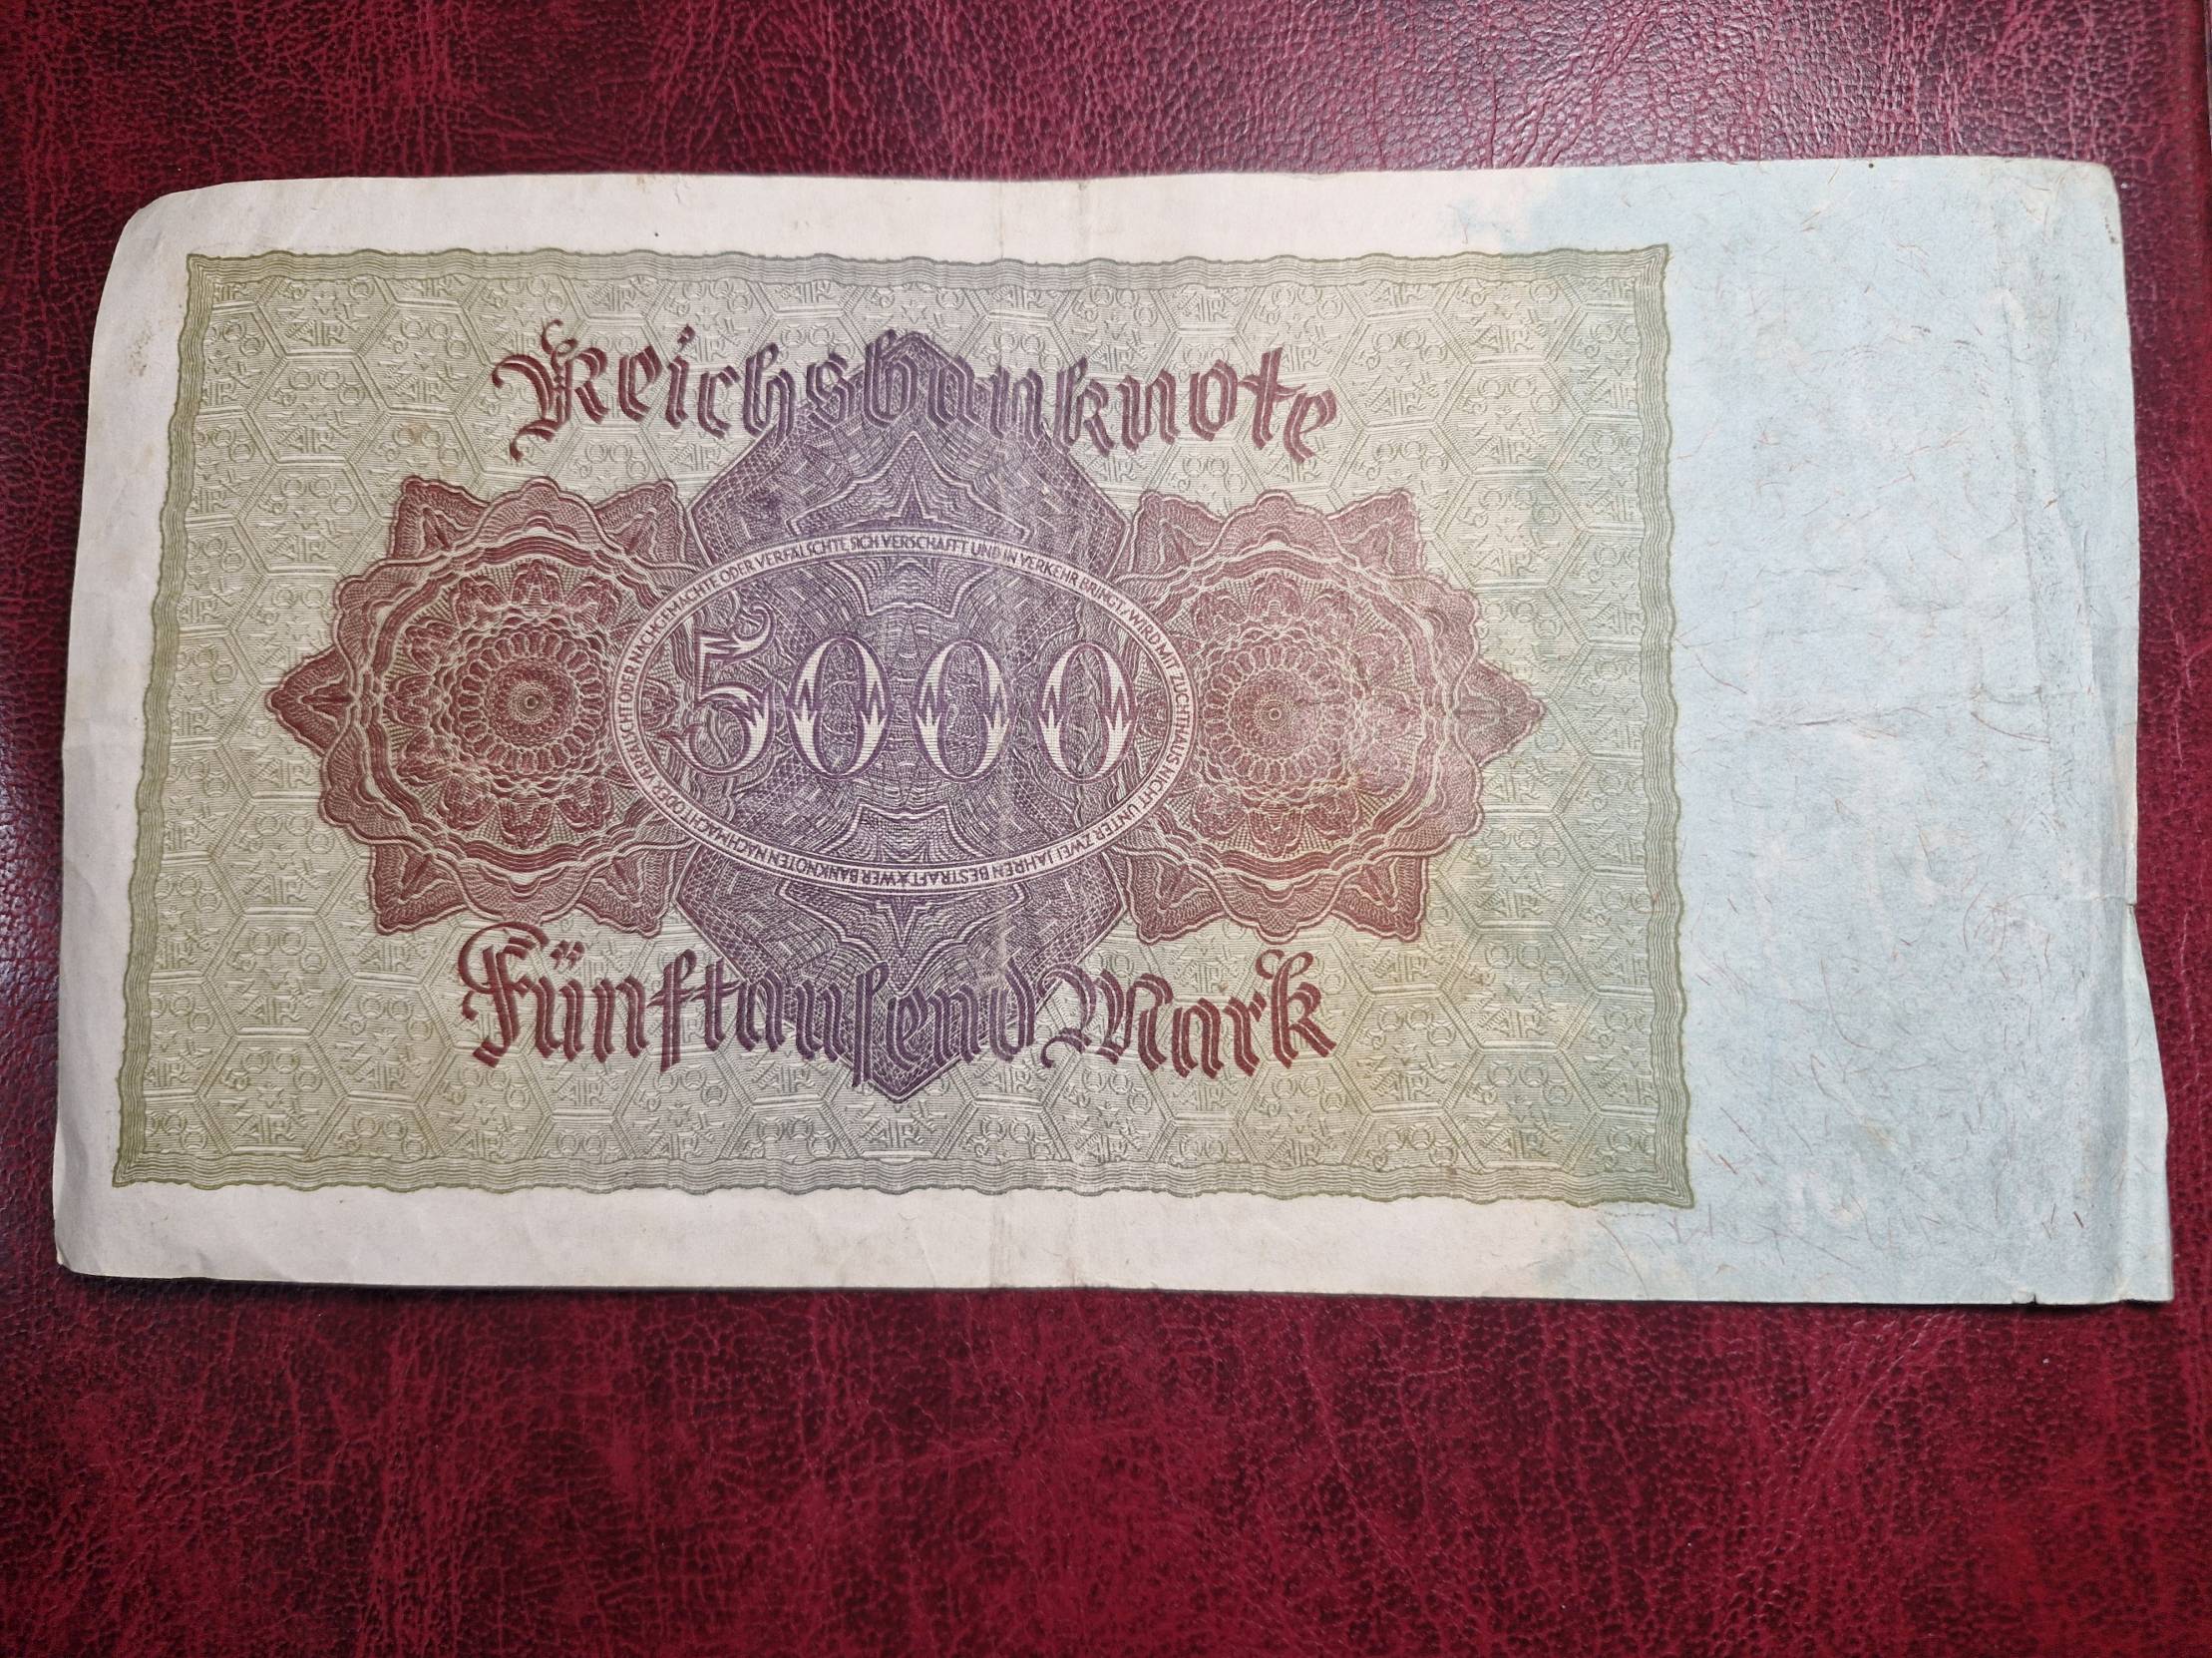 Reichsbanknote
WER BANKNOTEN NACHMACHT ODER VERFÄLSCHT ODER NACHGEMACHTE ODER VERFÄLSCHTE SICH VERSCHAFFT UND IN VERKEHR BRINGT, WIRD MIT ZUCHTHAUS NICHT UNTER ZWEI JAHREN BESTRAFT
5000
Fünftauſend Mark